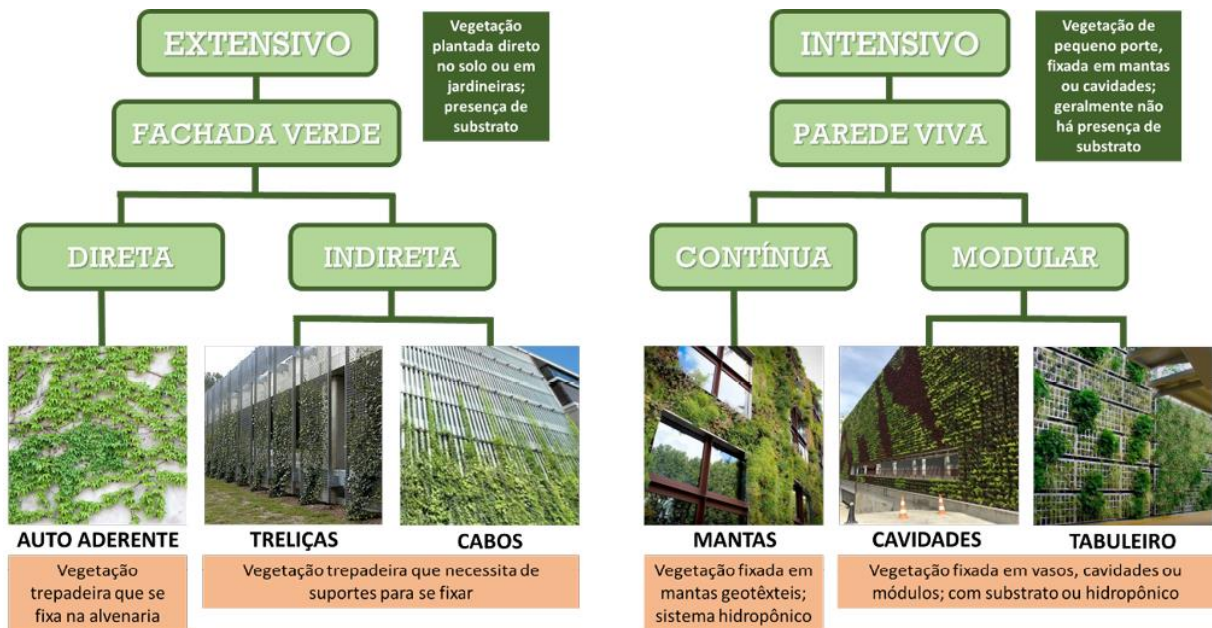 EXTENSIVO
Vegetação
plantada direto
no solo ou em
jardineiras;
presença de
substrato
FACHADA VERDE
DIRETA
INDIRETA
AUTO ADERENTE
TRELIÇAS
CABOS
Vegetação
trepadeira que se
fixa na alvenaria
Vegetação trepadeira que necessita de
suportes para se fixar
INTENSIVO
Vegetação de
pequeno porte,
fixada em mantas
ou cavidades;
geralmente não
há presença de
substrato
PAREDE VIVA
CONTÍNUA
MODULAR
MANTAS
CAVIDADES
TABULEIRO
Vegetação fixada em
mantas geotêxteis;
sistema hidropônico
Vegetação fixada em vasos, cavidades ou
módulos; com substrato ou hidropônico